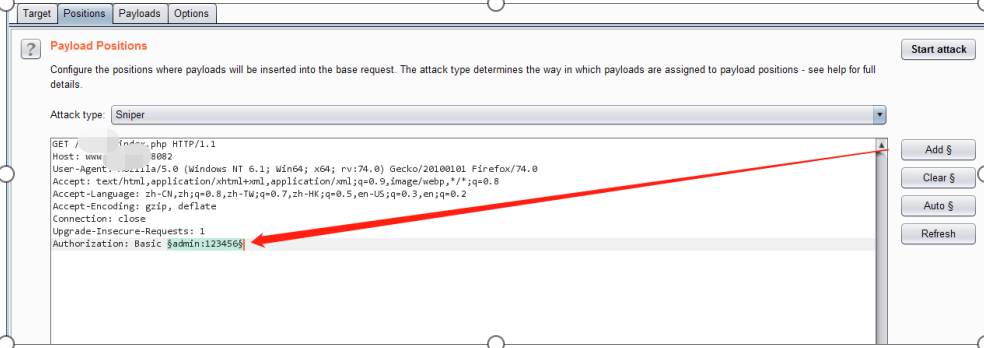 Target Positions Payloads Options
? Payload Positions Start attack
Configure the positions where payloads will be inserted into the base request. The attack type determines the way in which payloads are assigned to payload positions - see help for full
details.
Attack type: Sniper
GET / index.php HTTP/1.1
Host: www 8082
User-Agent: Mozilla/5.0 (Windows NT 6.1; Win64; x64; rv:74.0) Gecko/20100101 Firefox/74.0
Accept: text/html,application/xhtml+xml,application/xml;q=0.9,image/webp,*/*;q=0.8
Accept-Language: zh-CN,zh;q=0.8,zh-TW;q=0.7,zh-HK;q=0.5,en-US;q=0.3,en;q=0.2
Accept-Encoding: gzip, deflate
Connection: close
Upgrade-Insecure-Requests: 1
Authorization: Basic §admin:123456§
Add §
Clear §
Auto §
Refresh